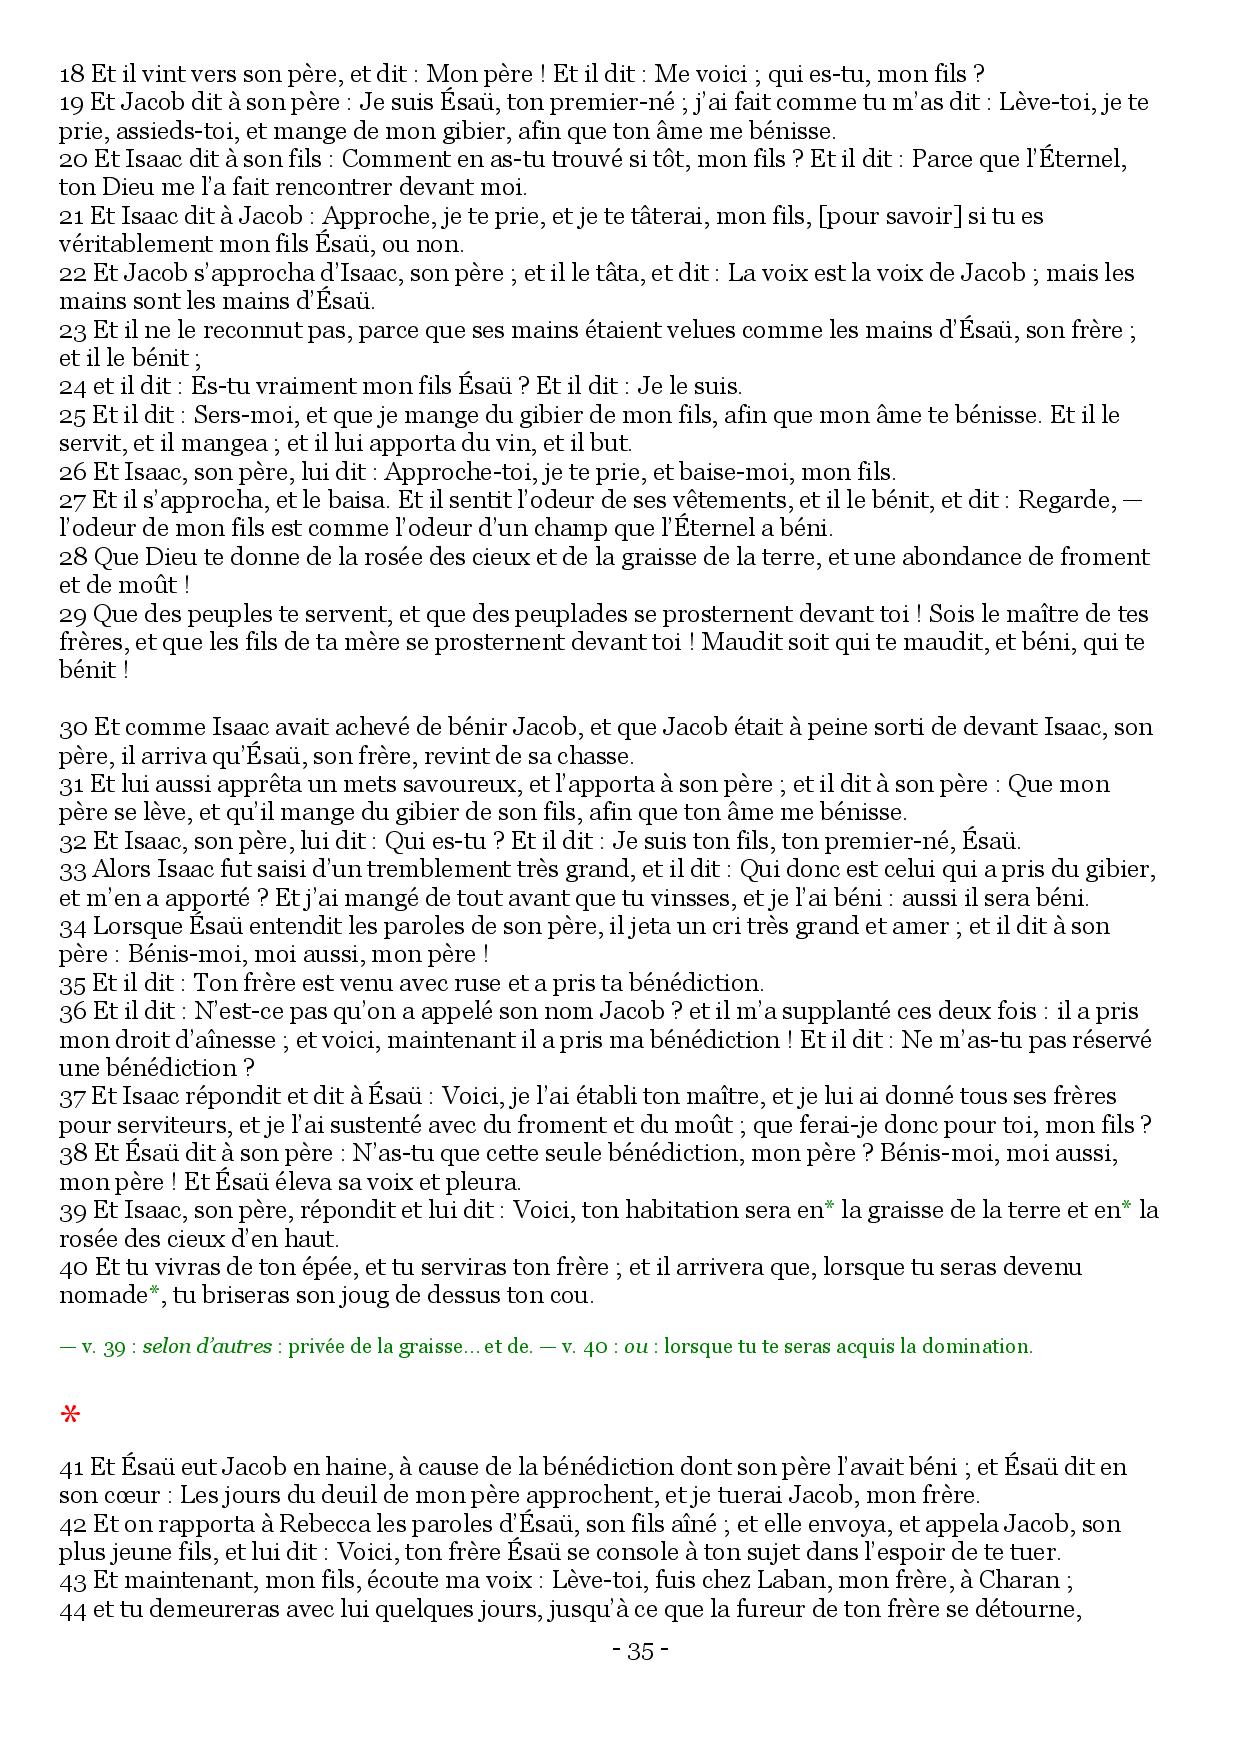 18 Et il vint vers son père, et dit : Mon père ! Et il dit : Me voici ; qui es-tu, mon fils ?
19 Et Jacob dit à son père : Je suis Ésaü, ton premier-né ; j’ai fait comme tu m’as dit : Lève-toi, je te
prie, assieds-toi, et mange de mon gibier, afin que ton âme me bénisse.
20 Et Isaac dit à son fils : Comment en as-tu trouvé si tôt, mon fils ? Et il dit : Parce que l’Éternel,
ton Dieu me l’a fait rencontrer devant moi.
21 Et Isaac dit à Jacob : Approche, je te prie, et je te tâterai, mon fils, [pour savoir] si tu es
véritablement mon fils Ésaü, ou non.
22 Et Jacob s’approcha d’Isaac, son père ; et il le tâta, et dit : La voix est la voix de Jacob ; mais les
mains sont les mains d’Ésaü.
23 Et il ne le reconnut pas, parce que ses mains étaient velues comme les mains d’Ésaü, son frère ;
et il le bénit ;
24 et il dit : Es-tu vraiment mon fils Ésaü ? Et il dit : Je le suis.
25 Et il dit : Sers-moi, et que je mange du gibier de mon fils, afin que mon âme te bénisse. Et il le
servit, et il mangea ; et il lui apporta du vin, et il but.
26 Et Isaac, son père, lui dit : Approche-toi, je te prie, et baise-moi, mon fils.
27 Et il s’approcha, et le baisa. Et il sentit l’odeur de ses vêtements, et il le bénit, et dit : Regarde, —
l’odeur de mon fils est comme l’odeur d’un champ que l’Éternel a béni.
28 Que Dieu te donne de la rosée des cieux et de la graisse de la terre, et une abondance de froment
et de moût !
29 Que des peuples te servent, et que des peuplades se prosternent devant toi ! Sois le maître de tes
frères, et que les fils de ta mère se prosternent devant toi ! Maudit soit qui te maudit, et béni, qui te
bénit !
30 Et comme Isaac avait achevé de bénir Jacob, et que Jacob était à peine sorti de devant Isaac, son
père, il arriva qu’Ésaü, son frère, revint de sa chasse.
31 Et lui aussi apprêta un mets savoureux, et l’apporta à son père ; et il dit à son père : Que mon
père se lève, et qu’il mange du gibier de son fils, afin que ton âme me bénisse.
32 Et Isaac, son père, lui dit : Qui es-tu ? Et il dit : Je suis ton fils, ton premier-né, Ésaü.
33 Alors Isaac fut saisi d’un tremblement très grand, et il dit : Qui donc est celui qui a pris du gibier,
et m’en a apporté ? Et j’ai mangé de tout avant que tu vinsses, et je l’ai béni : aussi il sera béni.
34 Lorsque Ésaü entendit les paroles de son père, il jeta un cri très grand et amer ; et il dit à son
père : Bénis-moi, moi aussi, mon père !
35 Et il dit : Ton frère est venu avec ruse et a pris ta bénédiction.
36 Et il dit : N’est-ce pas qu’on a appelé son nom Jacob ? et il m’a supplanté ces deux fois : il a pris
mon droit d’aînesse ; et voici, maintenant il a pris ma bénédiction ! Et il dit : Ne m’as-tu pas réservé
une bénédiction ?
37 Et Isaac répondit et dit à Ésaü : Voici, je l’ai établi ton maître, et je lui ai donné tous ses frères
pour serviteurs, et je l’ai sustenté avec du froment et du moût ; que ferai-je donc pour toi, mon fils ?
38 Et Ésaü dit à son père : N’as-tu que cette seule bénédiction, mon père ? Bénis-moi, moi aussi,
mon père ! Et Ésaü éleva sa voix et pleura.
39 Et Isaac, son père, répondit et lui dit : Voici, ton habitation sera en* la graisse de la terre et en* la
rosée des cieux d’en haut.
40 Et tu vivras de ton épée, et tu serviras ton frère ; et il arrivera que, lorsque tu seras devenu
nomade*, tu briseras son joug de dessus ton cou.
— v. 39 : selon d’autres : privée de la graisse… et de. — v. 40 : ou : lorsque tu te seras acquis la domination.
*
41 Et Ésaü eut Jacob en haine, à cause de la bénédiction dont son père l’avait béni ; et Ésaü dit en
son cœur : Les jours du deuil de mon père approchent, et je tuerai Jacob, mon frère.
42 Et on rapporta à Rebecca les paroles d’Ésaü, son fils aîné ; et elle envoya, et appela Jacob, son
plus jeune fils, et lui dit : Voici, ton frère Ésaü se console à ton sujet dans l’espoir de te tuer.
43 Et maintenant, mon fils, écoute ma voix : Lève-toi, fuis chez Laban, mon frère, à Charan ;
44 et tu demeureras avec lui quelques jours, jusqu’à ce que la fureur de ton frère se détourne,
- 35 -